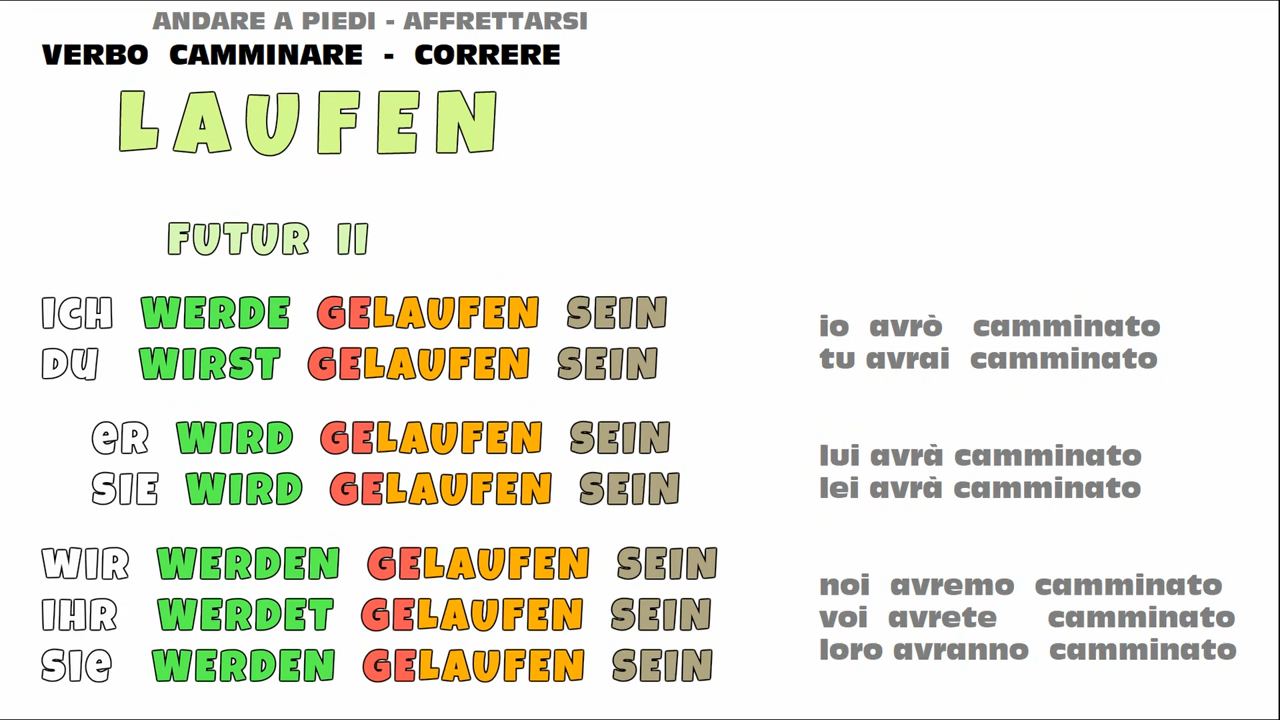 ANDARE A PIEDI - AFFRETTARSI
VERBO CAMMINARE - CORRERE
LAUFEN
FUTUR II
ICH WERDE GELAUFEN SEIN
DU WIRST GELAUFEN SEIN
eR WIRD GELAUFEN SEIN
SIE WIRD GELAUFEN SEIN
WIR WERDEN GELAUFEN SEIN
IHR WERDET GELAUFEN SEIN
SIe WERDEN GELAUFEN SEIN
io avrò camminato
tu avrai camminato
lui avrà camminato
lei avrà camminato
noi avremo camminato
voi avrete camminato
loro avranno camminato